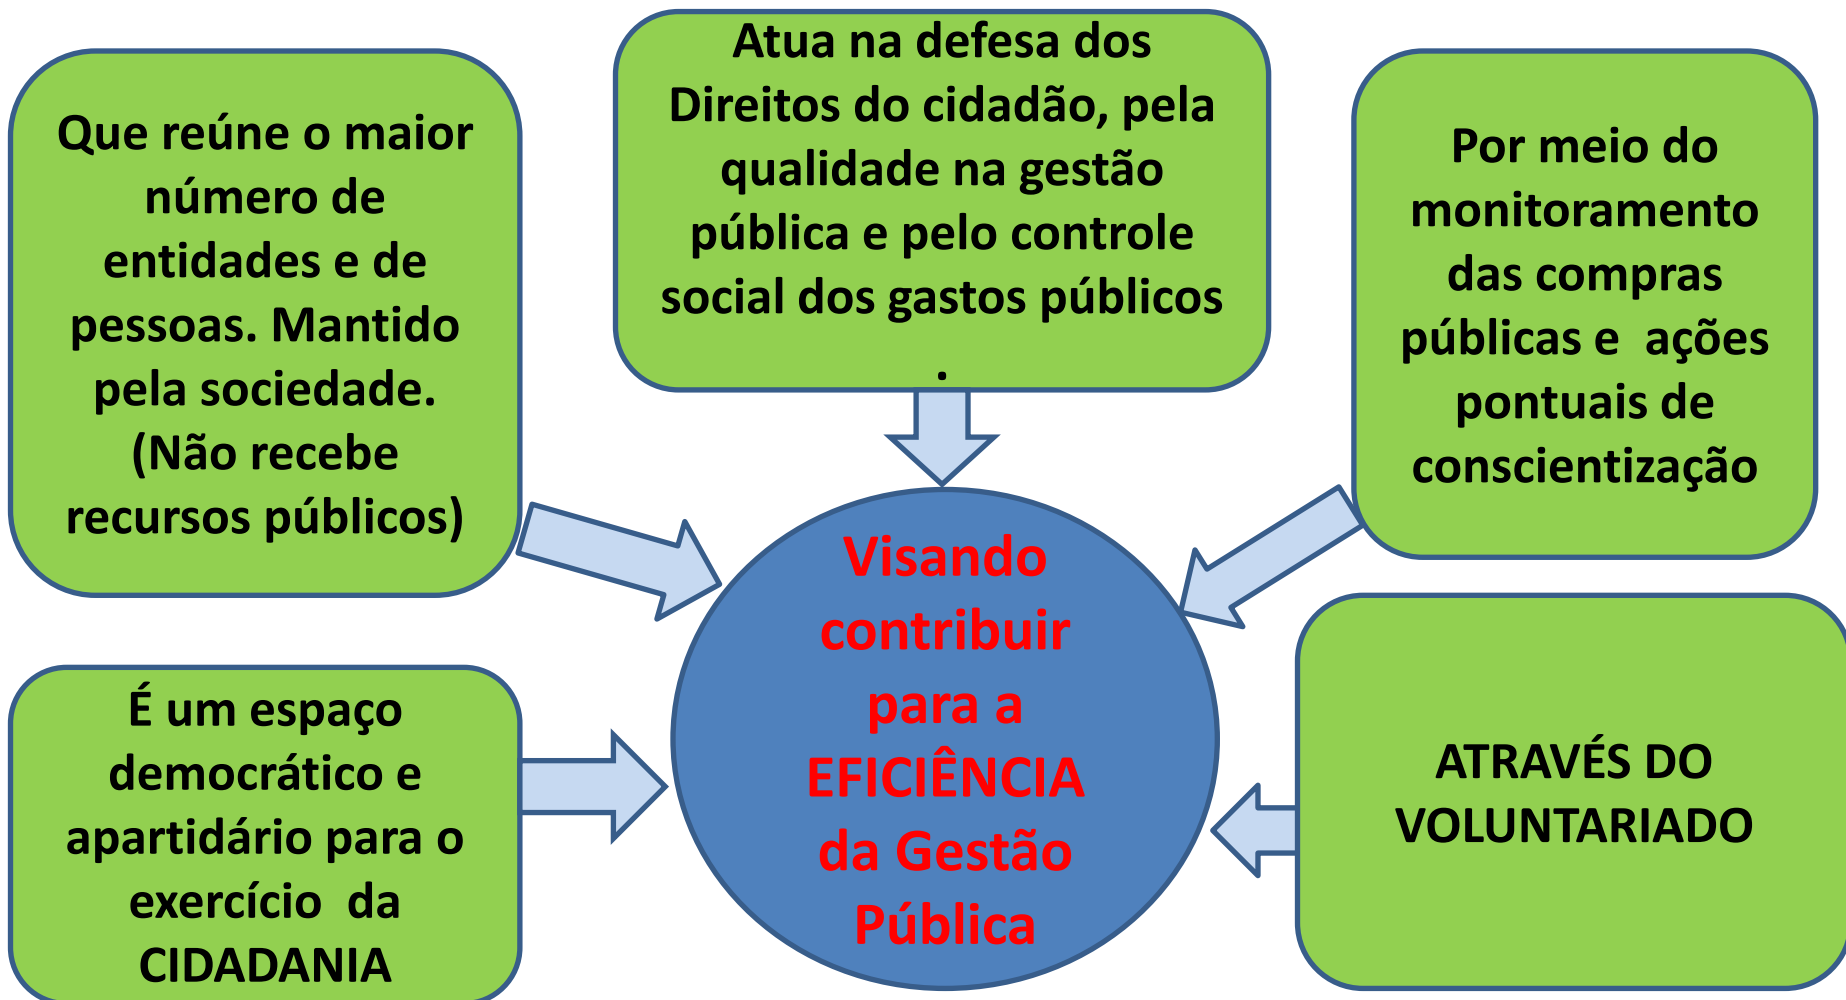 Que reúne o maior
número de
entidades e de
pessoas. Mantido
pela sociedade.
(Não recebe
recursos públicos)
Atua na defesa dos
Direitos do cidadão, pela
qualidade na gestão
pública e pelo controle
social dos gastos públicos
.
Por meio do
monitoramento
das compras
públicas e  ações
pontuais de
conscientização
É um espaço
democrático e
apartidário para o
exercício  da
CIDADANIA
Visando
contribuir
para a
EFICIÊNCIA
da Gestão
Pública
ATRAVÉS DO
VOLUNTARIADO